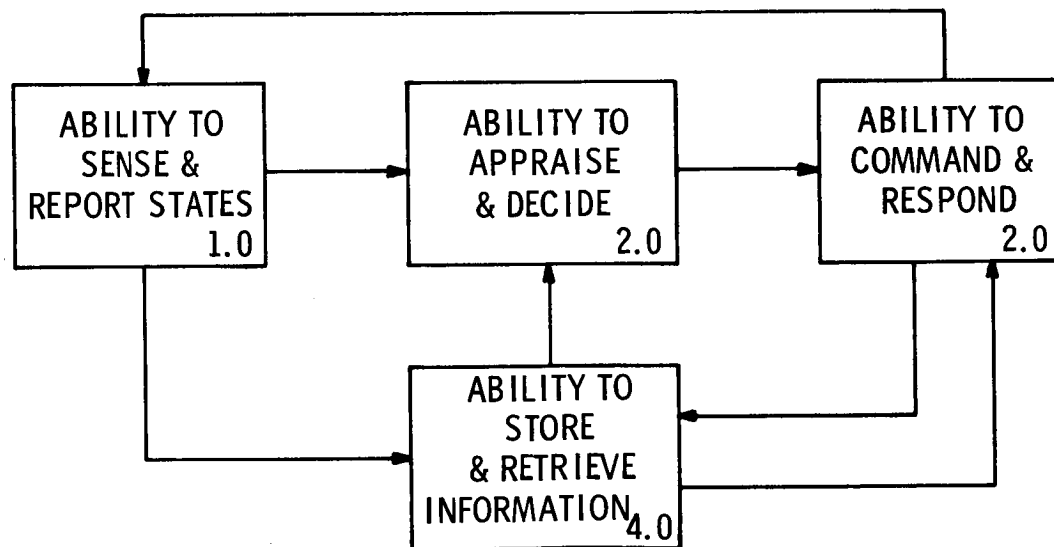 ABILITY TO
SENSE &
REPORT STATES
1.0
ABILITY TO
APPRAISE
& DECIDE
2.0
ABILITY TO
COMMAND &
RESPOND
2.0
ABILITY TO
STORE
& RETRIEVE
INFORMATION
4.0